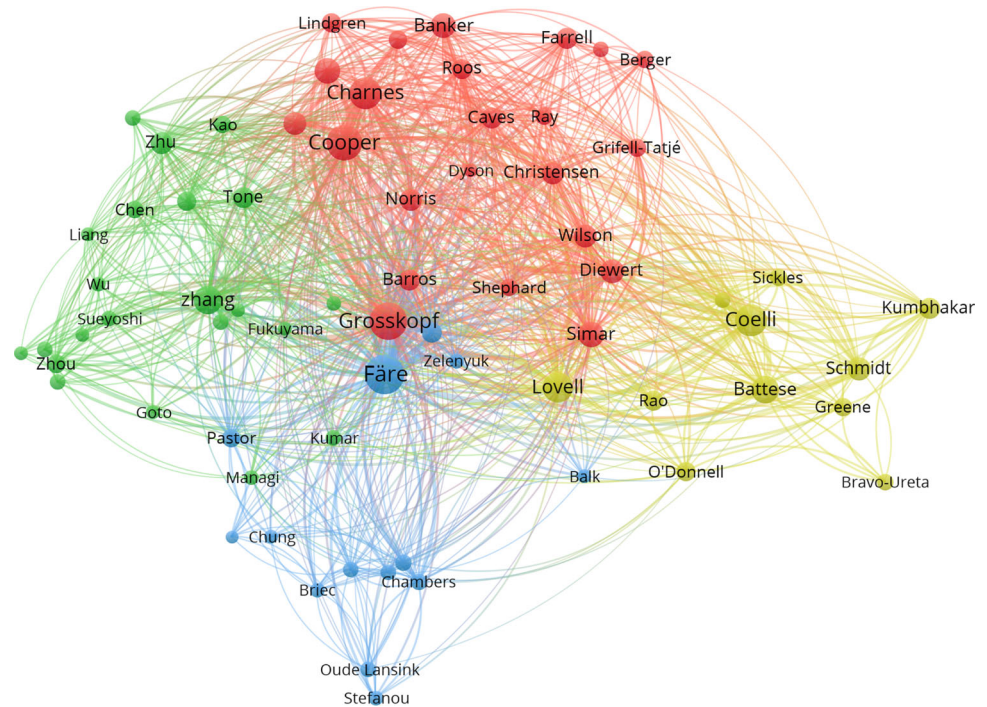 Lindgren
Banker
Farrell
Berger
Roos
Charnes
Caves
Ray
Kao
Zhu
Cooper
Grifell-Tatjé
Dyson
Christensen
Tone
Norris
Chen
Liang
Wilson
Diewert
Sickles
Barros
Wu
Shephard
zhang
Kumbhakar
Sueyoshi
Grosskopf
Coelli
Fukuyama
Simar
Zelenyuk
Zhou
Färe
Schmidt
Lovell
Battese
Rao
Greene
Goto
Pastor
Kumar
O'Donnell
Managi
Balk
Bravo-Ureta
Chung
Chambers
Briec
Oude Lansink
Stefanou